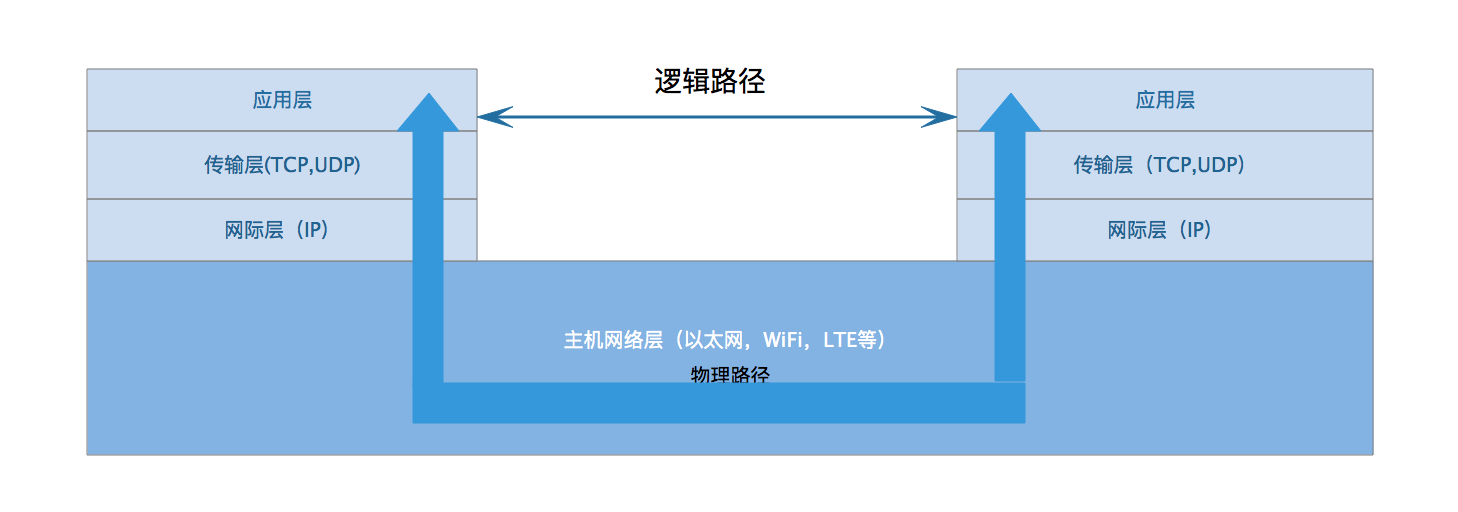 逻辑路径
应用层
应用层
传输层(TCP,UDP)
传输层（TCP,UDP）
网际层（IP）
网际层（IP）
主机网络层（以太网，WiFi，LTE等）
物理路径